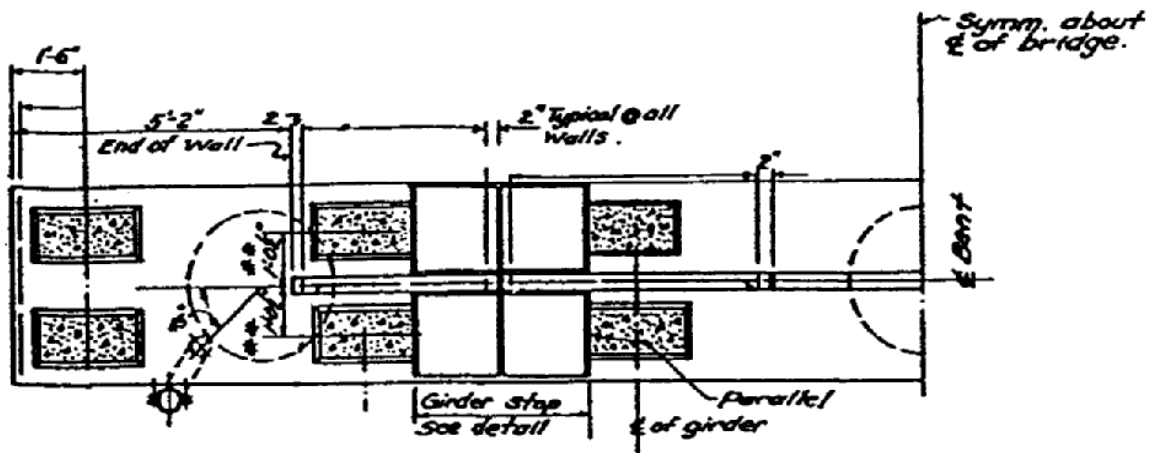 Symm. about
℄ of bridge.
1'-6"
5'-2"
2
2" Typical @ all
Walls.
End of Wall
2"
℄ Bent
Girder stop
See detail
Parallel
℄ of girder